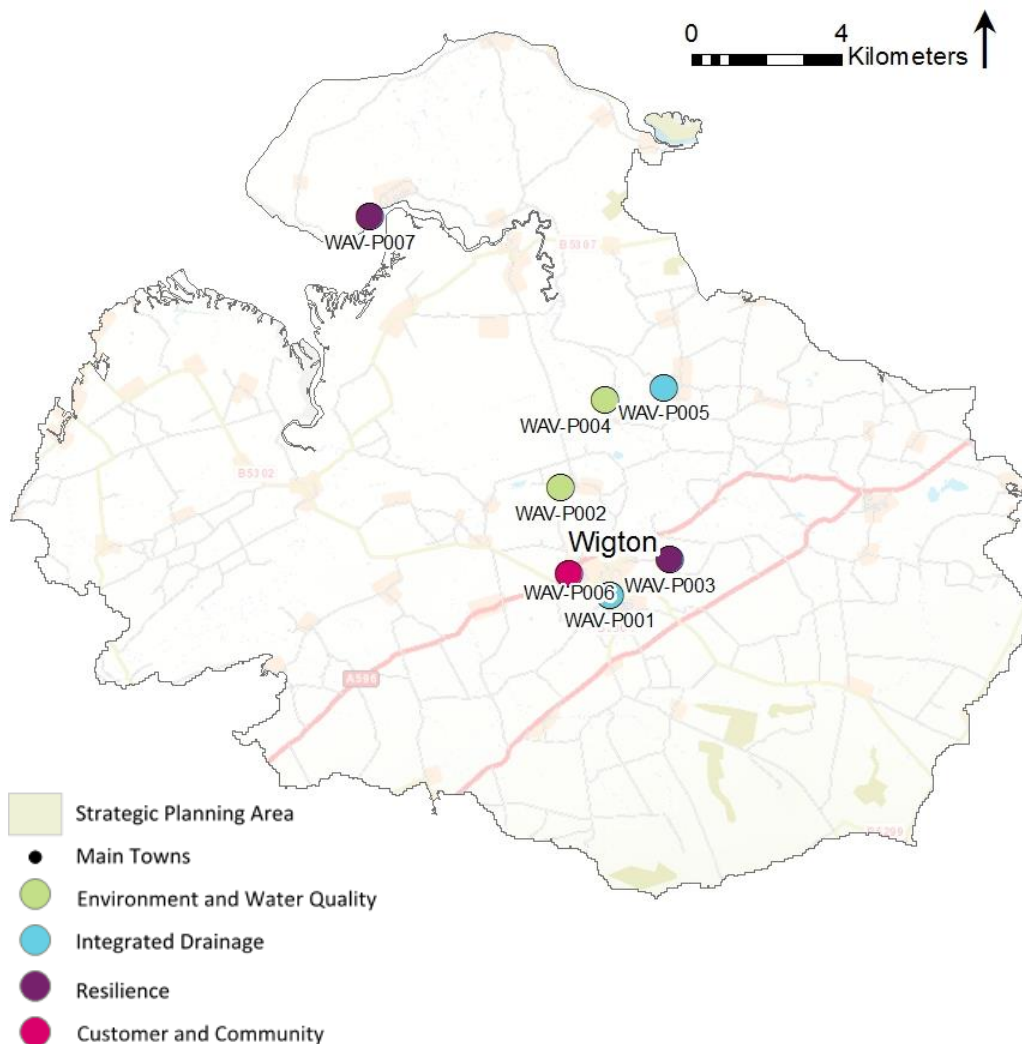 0 4
Kilometers
WAV-P007
B5307
WAV-P004
WAV-P005
B5302
WAV-P002
Wigton
WAV-P006
WAV-P003
WAV-P001
A596
Strategic Planning Area
Main Towns
Environment and Water Quality
Integrated Drainage
Resilience
Customer and Community